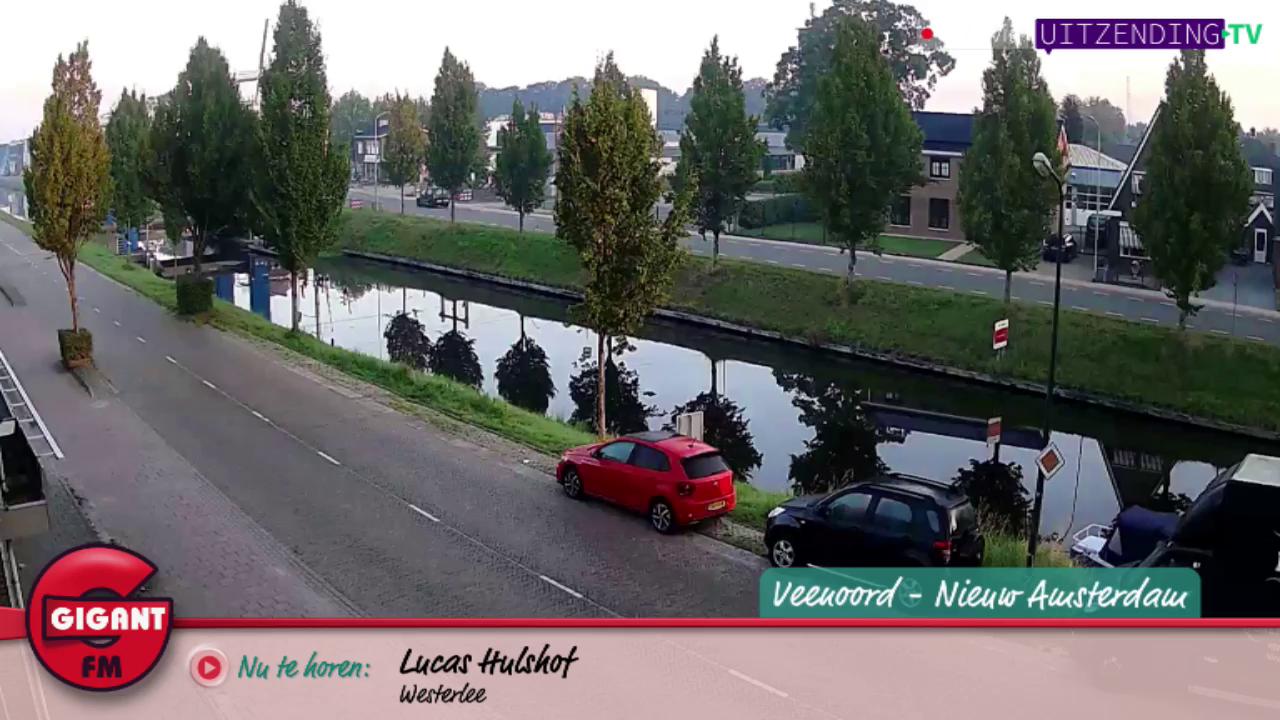 UITZENDING TV
Veenoord - Nieuw Amsterdam
GIGANT
FM
Nu te horen:
Lucas Hulshof
Westerlee